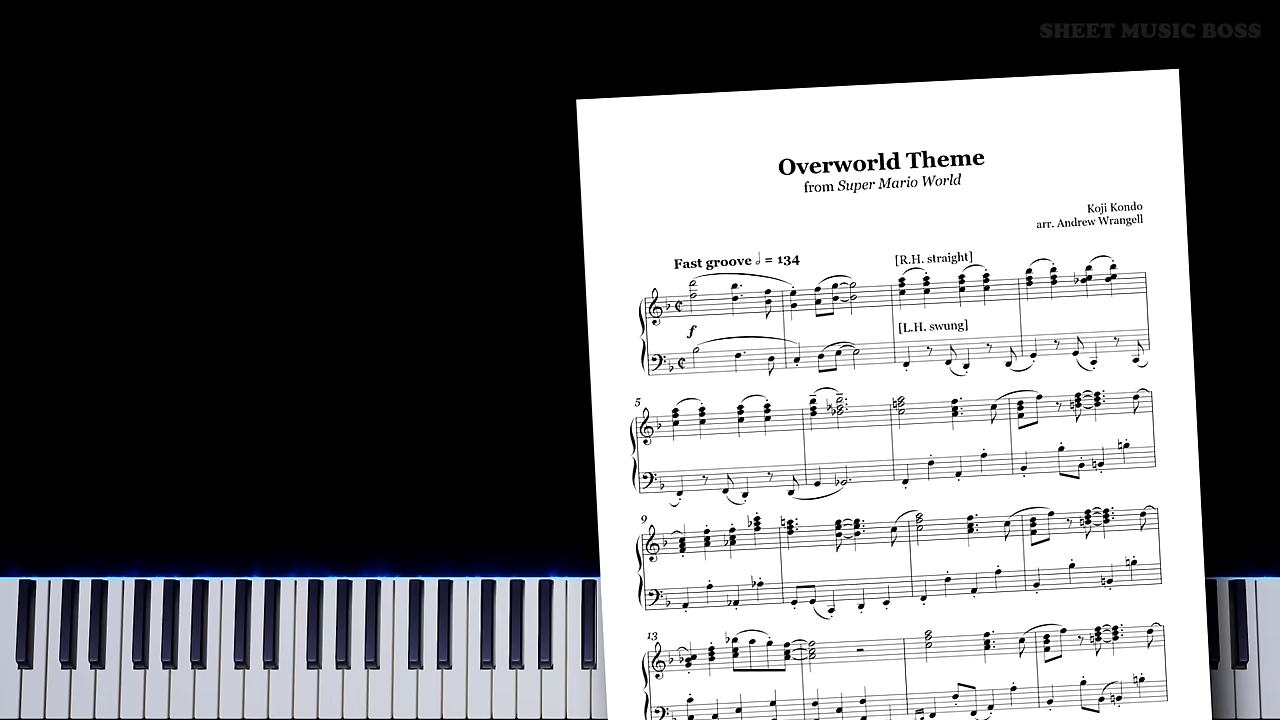 SHEET MUSIC BOSS
Overworld Theme
from Super Mario World
Koji Kondo
arr. Andrew Wrangell
Fast groove 𝅗𝅥 = 134
[R.H. straight]
f
[L.H. swung]
5
9
13